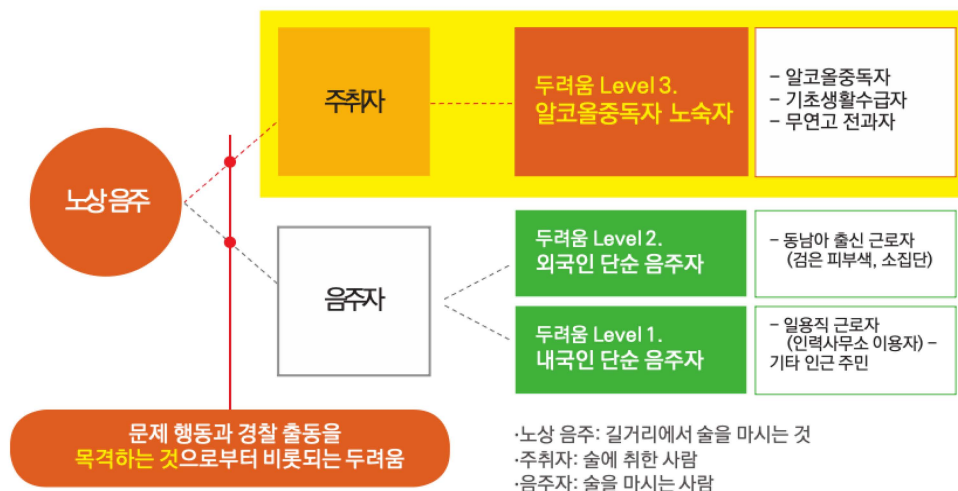 주취자
두려움 Level 3.
알코올중독자 노숙자
– 알코올중독자
– 기초생활수급자
– 무연고 전과자
노상 음주
음주자
두려움 Level 2.
외국인 단순 음주자
– 동남아 출신 근로자
(검은 피부색, 소집단)
두려움 Level 1.
내국인 단순 음주자
– 일용직 근로자
(인력사무소 이용자) –
기타 인근 주민
문제 행동과 경찰 출동을
목격하는 것으로부터 비롯되는 두려움
·노상 음주: 길거리에서 술을 마시는 것
·주취자: 술에 취한 사람
·음주자: 술을 마시는 사람